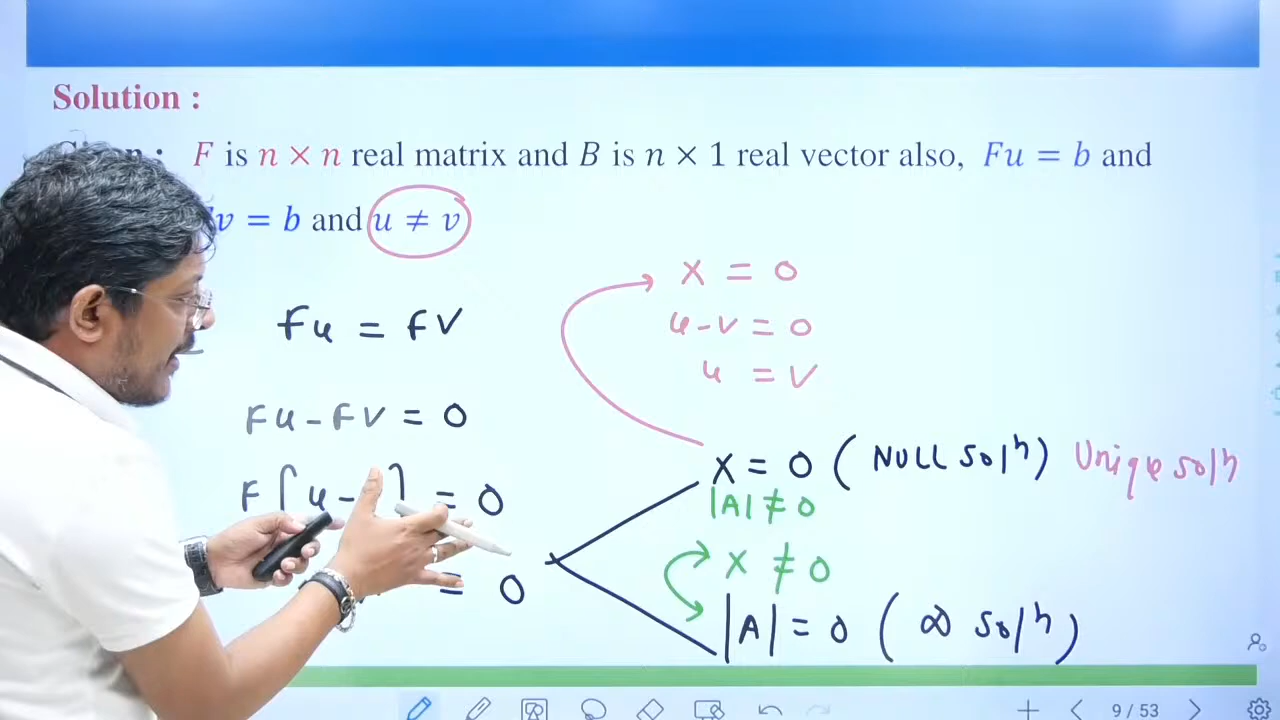 Solution :
F is n × n real matrix and B is n × 1 real vector also, Fu = b and
v = b and u ≠ v
x = 0
Fu = FV
u-v = 0
u = v
Fu - FV = 0
x = 0 ( NULL solⁿ ) Unique solⁿ
F [ u - ] = 0
|A| ≠ 0
x ≠ 0
= 0
|A| = 0 ( ∞ solⁿ )
9 / 53